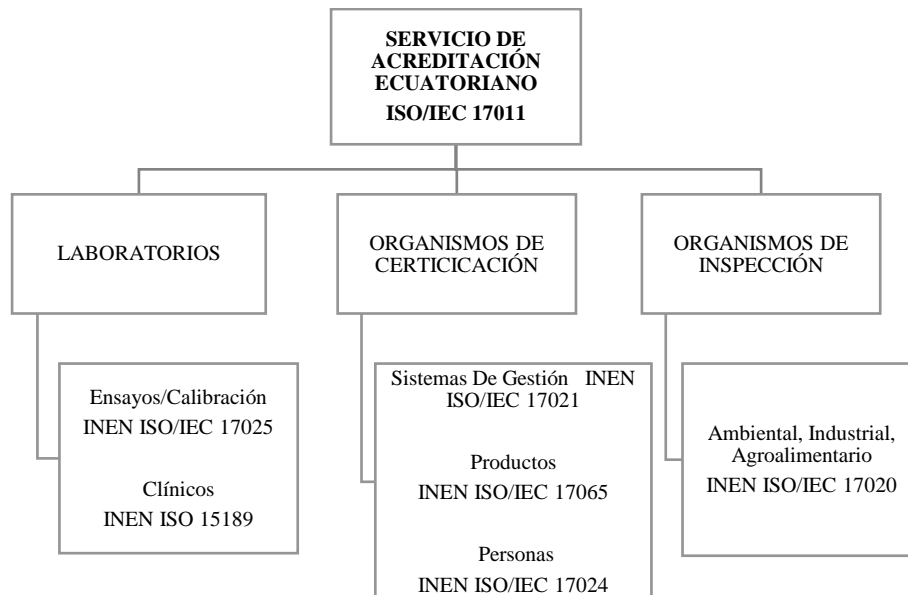 SERVICIO DE
ACREDITACIÓN
ECUATORIANO
ISO/IEC 17011
LABORATORIOS
ORGANISMOS DE
CERTICICACIÓN
ORGANISMOS DE
INSPECCIÓN
Ensayos/Calibración
INEN ISO/IEC 17025
Clínicos
INEN ISO 15189
Sistemas De Gestión INEN
ISO/IEC 17021
Productos
INEN ISO/IEC 17065
Personas
INEN ISO/IEC 17024
Ambiental, Industrial,
Agroalimentario
INEN ISO/IEC 17020